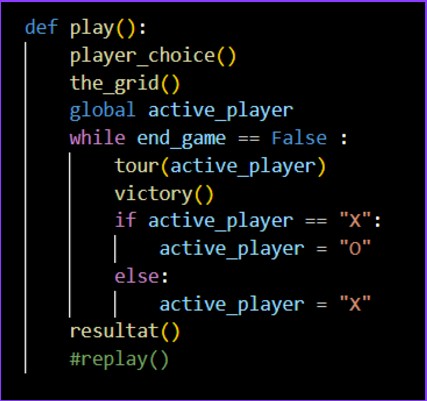 def play():
    player_choice()
    the_grid()
    global active_player
    while end_game == False :
        tour(active_player)
        victory()
        if active_player == "X":
            active_player = "O"
        else:
            active_player = "X"
    resultat()
    #replay()